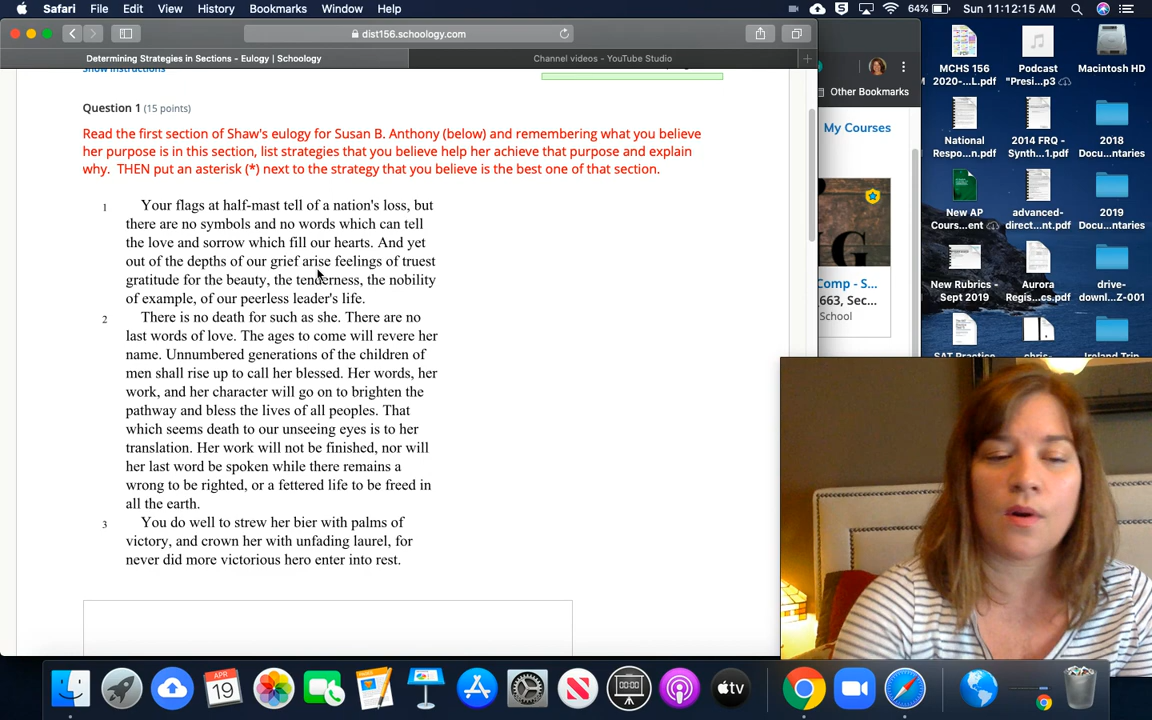 Safari File Edit View History Bookmarks Window Help
64% Sun 11:12:15 AM
dist156.schoology.com
Determining Strategies in Sections - Eulogy | Schoology
Channel videos - YouTube Studio
Show Instructions
Question 1 (15 points)
Read the first section of Shaw's eulogy for Susan B. Anthony (below) and remembering what you believe
her purpose is in this section, list strategies that you believe help her achieve that purpose and explain
why. THEN put an asterisk (*) next to the strategy that you believe is the best one of that section.
1 Your flags at half-mast tell of a nation's loss, but
there are no symbols and no words which can tell
the love and sorrow which fill our hearts. And yet
out of the depths of our grief arise feelings of truest
gratitude for the beauty, the tenderness, the nobility
of example, of our peerless leader's life.
2 There is no death for such as she. There are no
last words of love. The ages to come will revere her
name. Unnumbered generations of the children of
men shall rise up to call her blessed. Her words, her
work, and her character will go on to brighten the
pathway and bless the lives of all peoples. That
which seems death to our unseeing eyes is to her
translation. Her work will not be finished, nor will
her last word be spoken while there remains a
wrong to be righted, or a fettered life to be freed in
all the earth.
3 You do well to strew her bier with palms of
victory, and crown her with unfading laurel, for
never did more victorious hero enter into rest.
Other Bookmarks
My Courses
G
Comp - S...
663, Sec...
School
MCHS 156
2020-...L.pdf
Podcast
"Presi...p3
Macintosh HD
National
Respo...n.pdf
2014 FRQ -
Synth...1.pdf
2018
Docu...ntaries
New AP
Cours....ent
advanced-
direct...nt.pdf
2019
Docu...ntaries
New Rubrics -
Sept 2019
Aurora
Regis...cs.pdf
drive-
downl...Z-001
SAT Practice
chris-
Ireland Trip
APR
19
00:00
tv